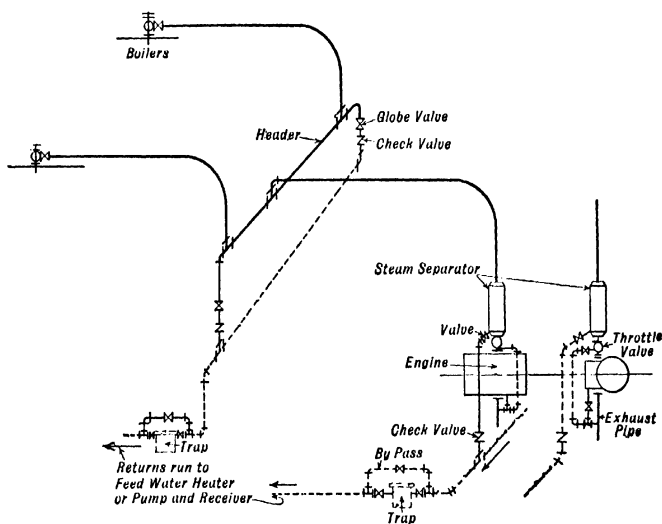 Boilers
Globe Valve
Header
Check Valve
Steam Separator
Valve
Throttle
Valve
Engine
Check Valve
Exhaust
Pipe
By Pass
Trap
Returns run to
Feed Water Heater
or Pump and Receiver
Trap